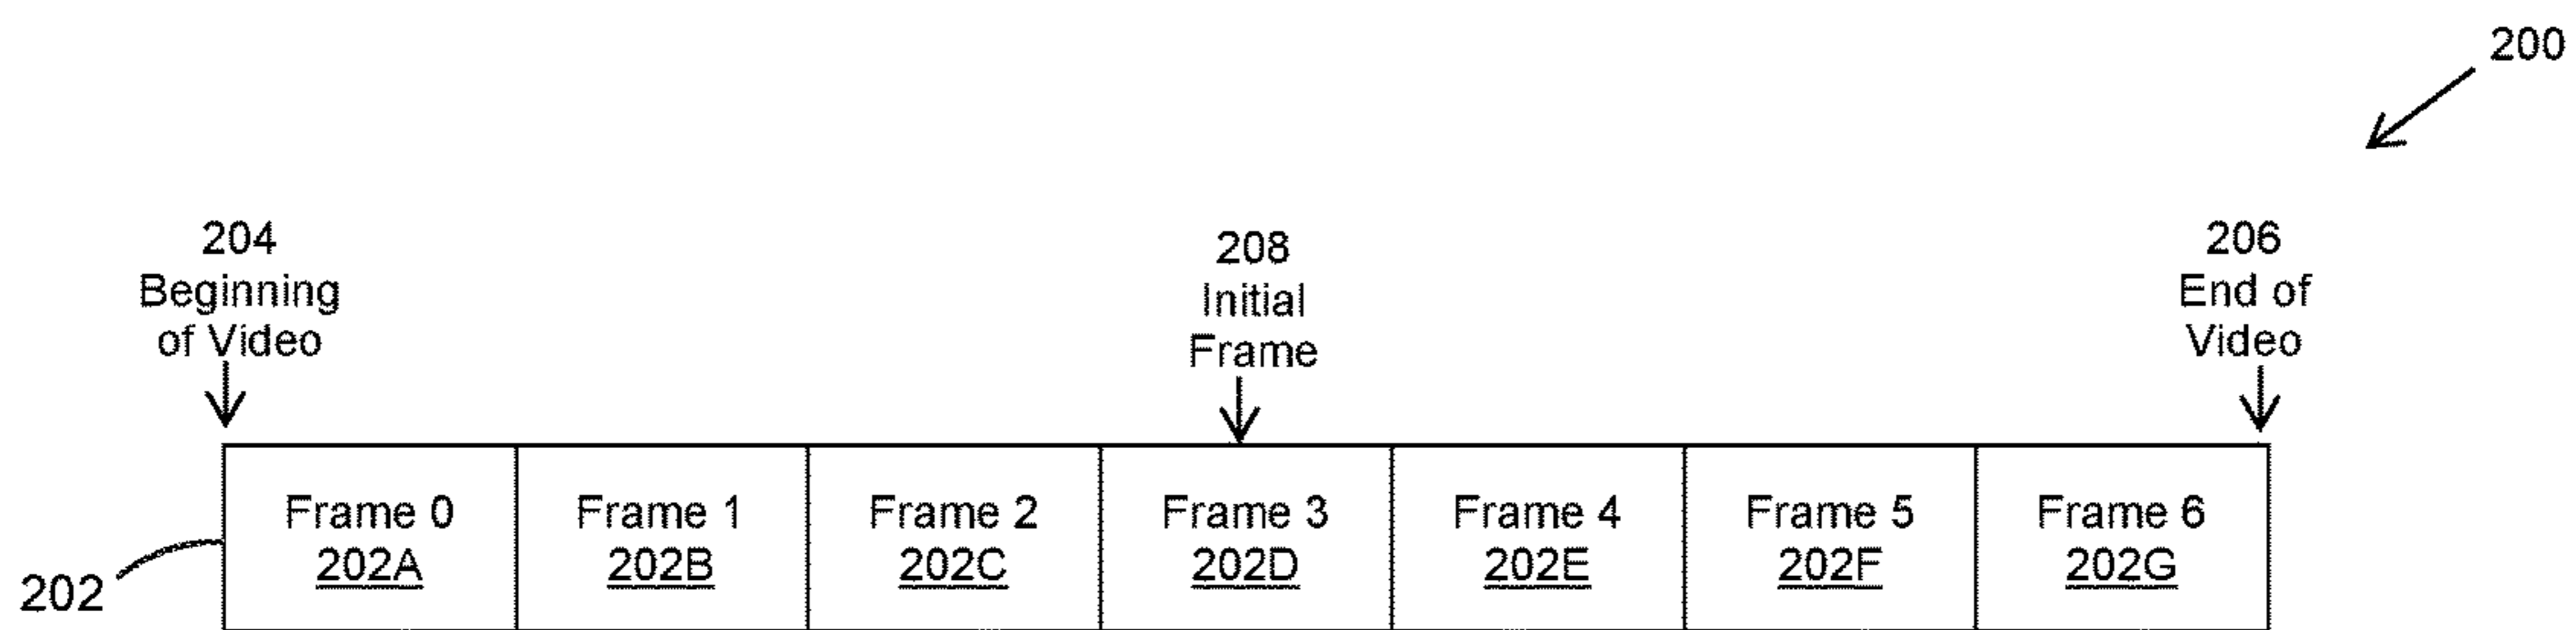 200
204
Beginning
of Video
208
Initial
Frame
206
End of
Video
Frame 0
202A
Frame 1
202B
Frame 2
202C
Frame 3
202D
Frame 4
202E
Frame 5
202F
Frame 6
202G
202